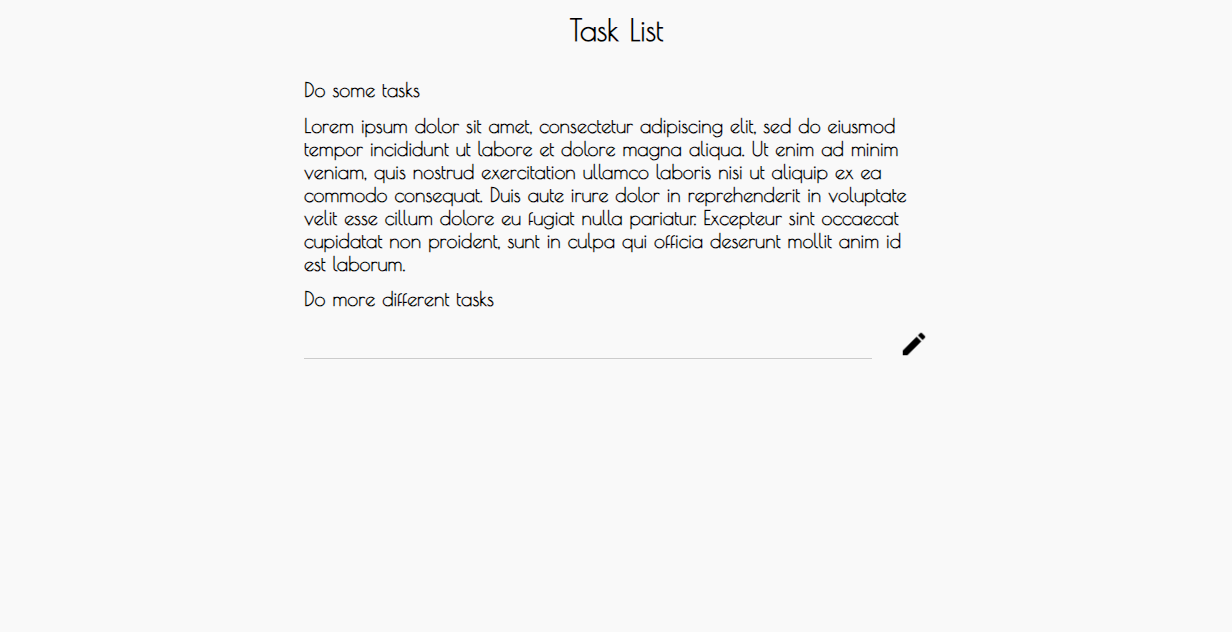 Task List
Do some tasks
Lorem ipsum dolor sit amet, consectetur adipiscing elit, sed do eiusmod
tempor incididunt ut labore et dolore magna aliqua. Ut enim ad minim
veniam, quis nostrud exercitation ullamco laboris nisi ut aliquip ex ea
commodo consequat. Duis aute irure dolor in reprehenderit in voluptate
velit esse cillum dolore eu fugiat nulla pariatur. Excepteur sint occaecat
cupidatat non proident, sunt in culpa qui officia deserunt mollit anim id
est laborum.
Do more different tasks